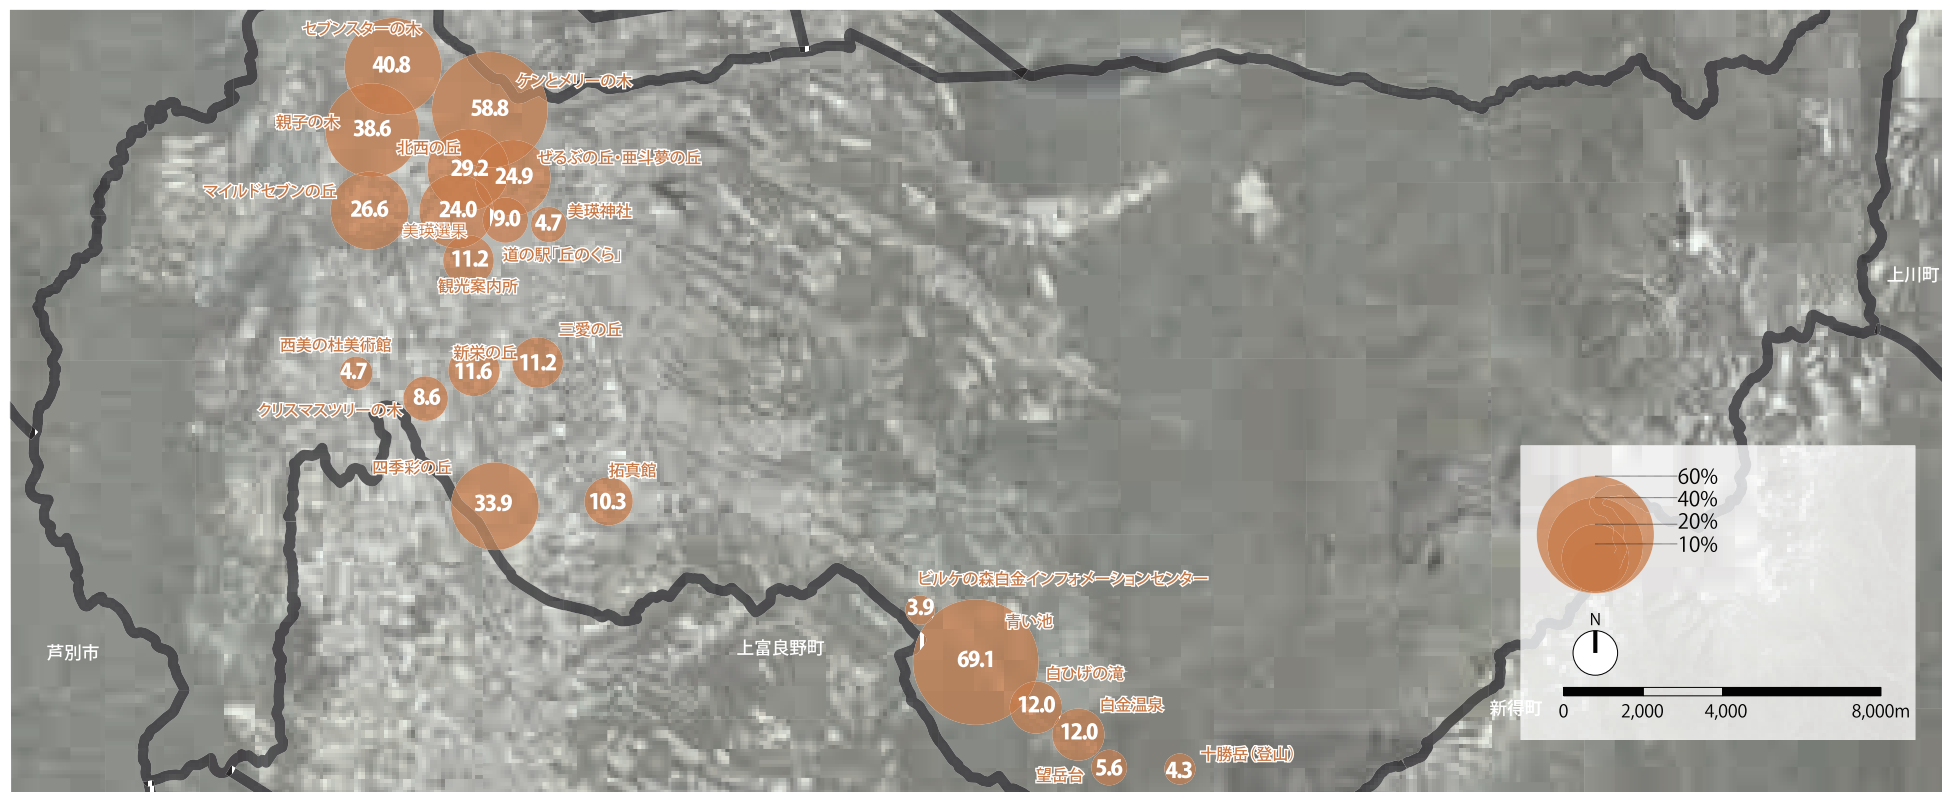 セブンスターの木
40.8
ケンとメリーの木
58.8
親子の木
38.6
北西の丘
29.2
ぜるぶの丘・亜斗夢の丘
24.9
マイルドセブンの丘
26.6
24.0
美瑛選果
9.0
4.7
美瑛神社
道の駅「丘のくら」
11.2
観光案内所
上川町
三愛の丘
11.2
西美の杜美術館
4.7
新栄の丘
11.6
8.6
クリスマスツリーの木
四季彩の丘
33.9
拓真館
10.3
60%
40%
20%
10%
ビルケの森白金インフォメーションセンター
3.9
青い池
69.1
芦別市
上富良野町
白ひげの滝
12.0
白金温泉
12.0
望岳台
5.6
4.3
十勝岳（登山）
N
新得町
0 2,000 4,000 8,000m